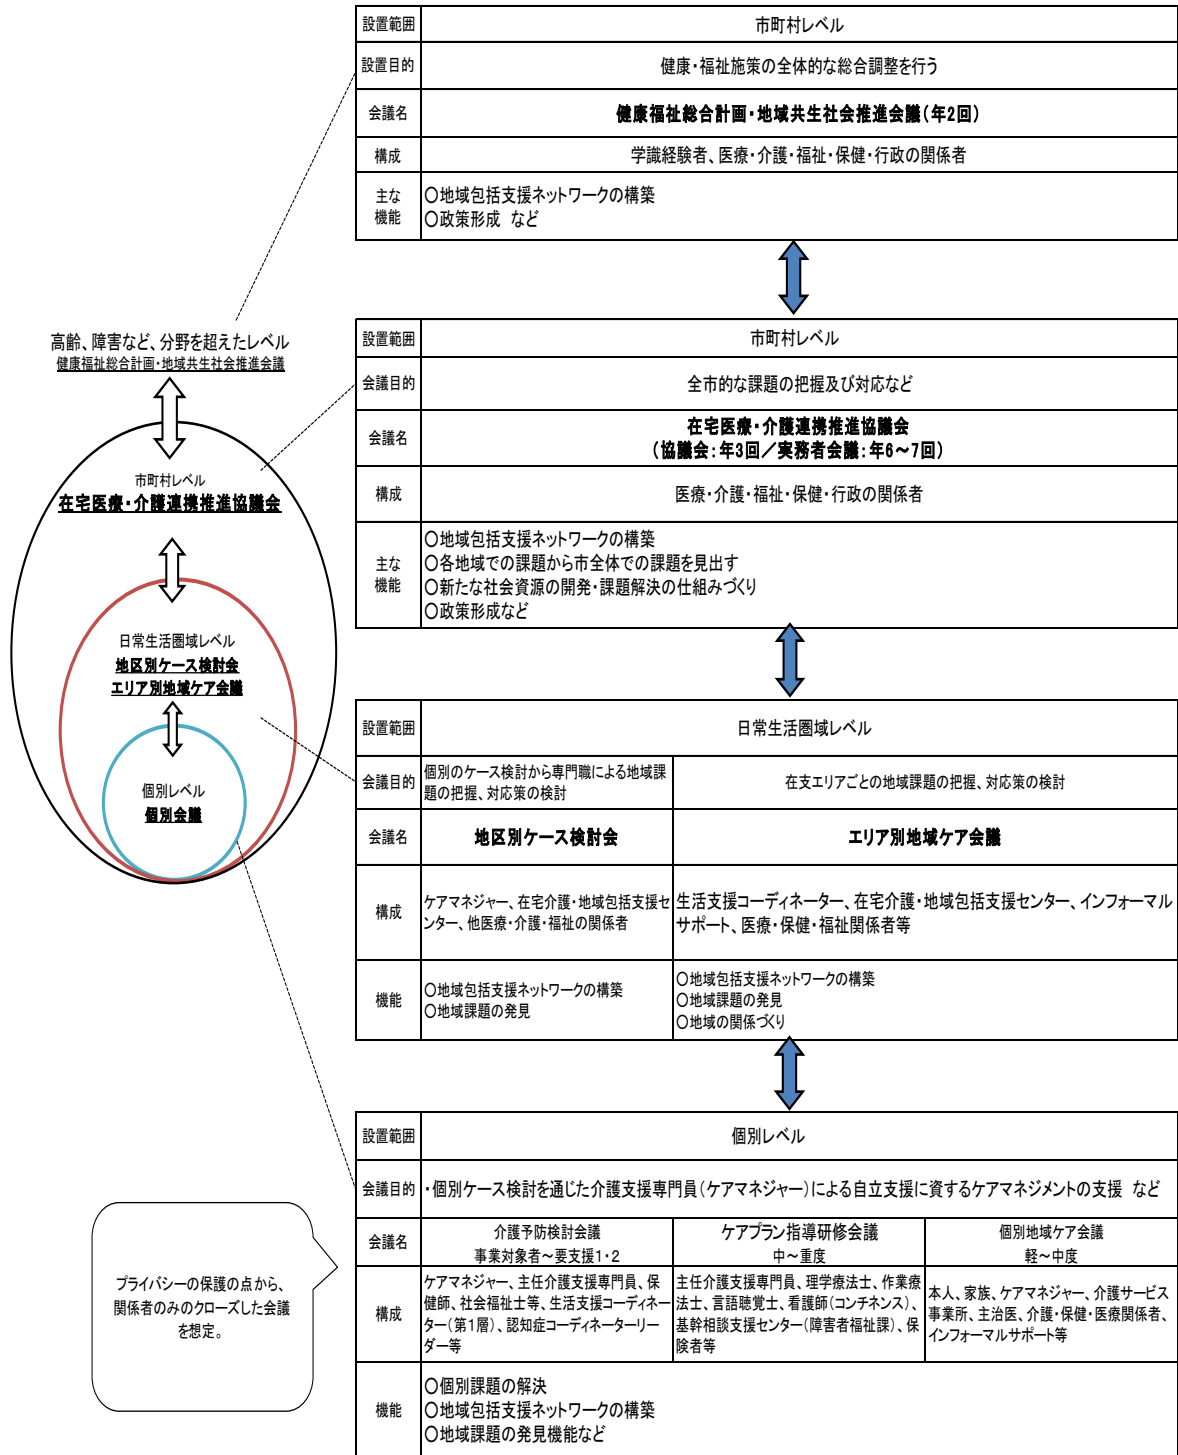 設置範囲 市町村レベル
設置目的 健康・福祉施策の全体的な総合調整を行う
会議名 健康福祉総合計画・地域共生社会推進会議（年2回）
構成 学識経験者、医療・介護・福祉・保健・行政の関係者
主な
機能
○地域包括支援ネットワークの構築
○政策形成 など
高齢、障害など、分野を超えたレベル
健康福祉総合計画・地域共生社会推進会議
市町村レベル
在宅医療・介護連携推進協議会
日常生活圏域レベル
地区別ケース検討会
エリア別地域ケア会議
個別レベル
個別会議
設置範囲 市町村レベル
会議目的 全市的な課題の把握及び対応など
会議名
在宅医療・介護連携推進協議会
（協議会：年3回／実務者会議：年6～7回）
構成 医療・介護・福祉・保健・行政の関係者
主な
機能
○地域包括支援ネットワークの構築
○各地域での課題から市全体での課題を見出す
○新たな社会資源の開発・課題解決の仕組みづくり
○政策形成など
設置範囲 日常生活圏域レベル
会議目的
個別のケース検討から専門職による地域課
題の把握、対応策の検討
在支エリアごとの地域課題の把握、対応策の検討
会議名 地区別ケース検討会 エリア別地域ケア会議
構成
ケアマネジャー、在宅介護・地域包括支援セ
ンター、他医療・介護・福祉の関係者
生活支援コーディネーター、在宅介護・地域包括支援センター、インフォーマル
サポート、医療・保健・福祉関係者等
機能
○地域包括支援ネットワークの構築
○地域課題の発見
○地域包括支援ネットワークの構築
○地域課題の発見
○地域の関係づくり
設置範囲 個別レベル
会議目的 ・個別ケース検討を通じた介護支援専門員（ケアマネジャー）による自立支援に資するケアマネジメントの支援 など
会議名
介護予防検討会議
事業対象者～要支援1・2
ケアプラン指導研修会議
中～重度
個別地域ケア会議
軽～中度
構成
ケアマネジャー、主任介護支援専門員、保
健師、社会福祉士等、生活支援コーディネー
ター（第1層）、認知症コーディネーターリー
ダー等
主任介護支援専門員、理学療法士、作業療
法士、言語聴覚士、看護師（コンチネンス）、
基幹相談支援センター（障害者福祉課）、保
険者等
本人、家族、ケアマネジャー、介護サービス
事業所、主治医、介護・保健・医療関係者、
インフォーマルサポート等
機能
○個別課題の解決
○地域包括支援ネットワークの構築
○地域課題の発見機能など
プライバシーの保護の点から、
関係者のみのクローズした会議
を想定。